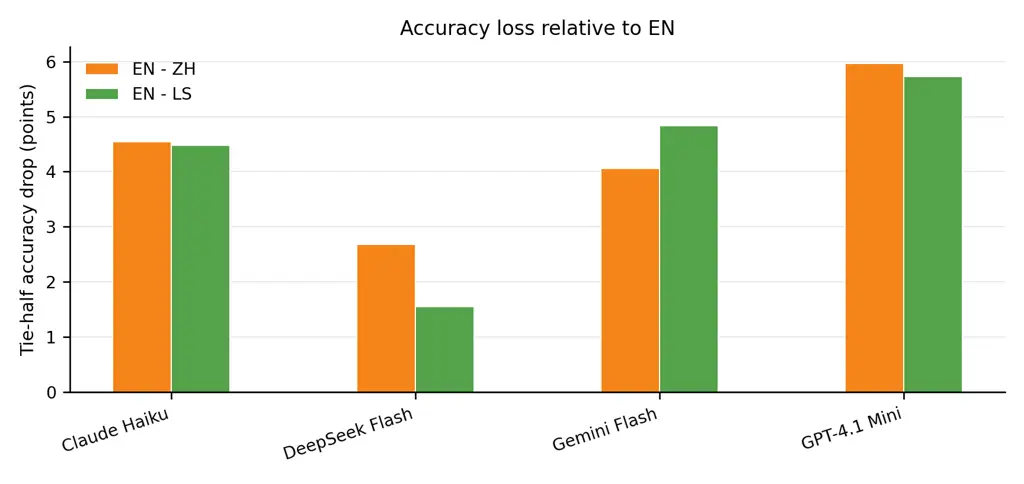 Accuracy loss relative to EN
Tie-half accuracy drop (points)
6
5
4
3
2
1
0
EN - ZH
EN - LS
Claude Haiku
DeepSeek Flash
Gemini Flash
GPT-4.1 Mini